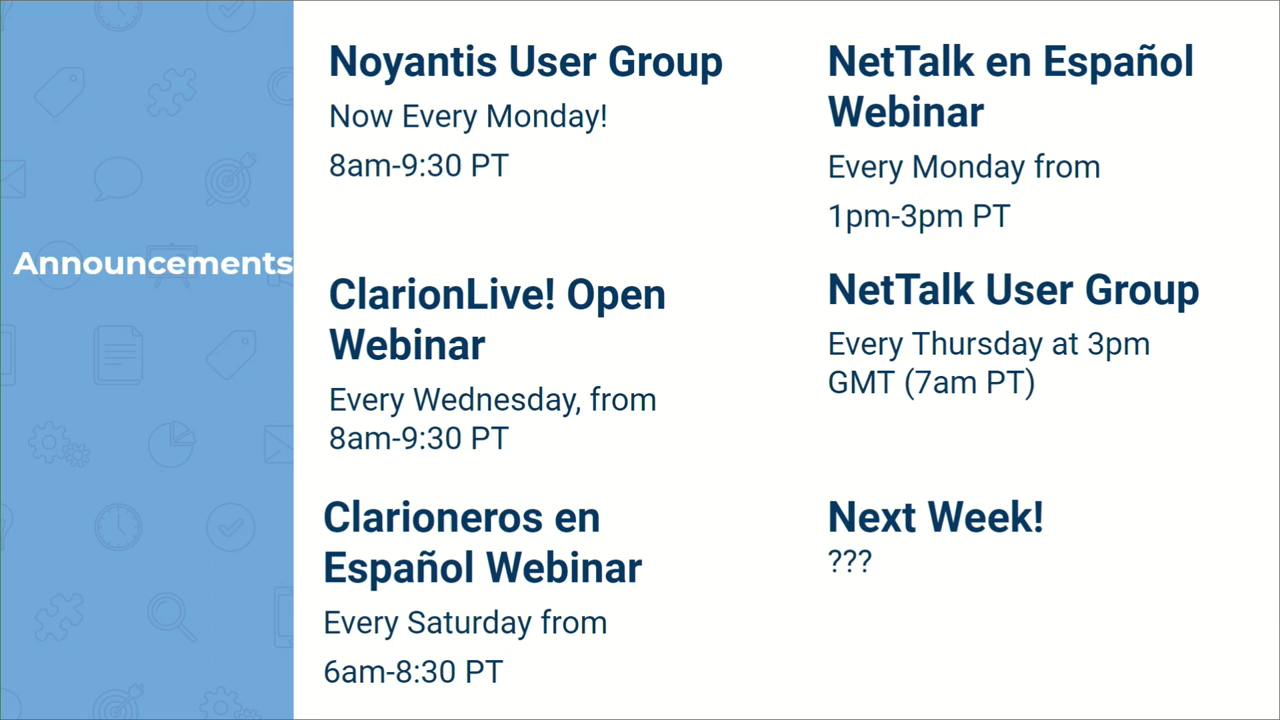 Announcements
Noyantis User Group
Now Every Monday!
8am-9:30 PT
ClarionLive! Open
Webinar
Every Wednesday, from
8am-9:30 PT
Clarioneros en
Español Webinar
Every Saturday from
6am-8:30 PT
NetTalk en Español
Webinar
Every Monday from
1pm-3pm PT
NetTalk User Group
Every Thursday at 3pm
GMT (7am PT)
Next Week!
???